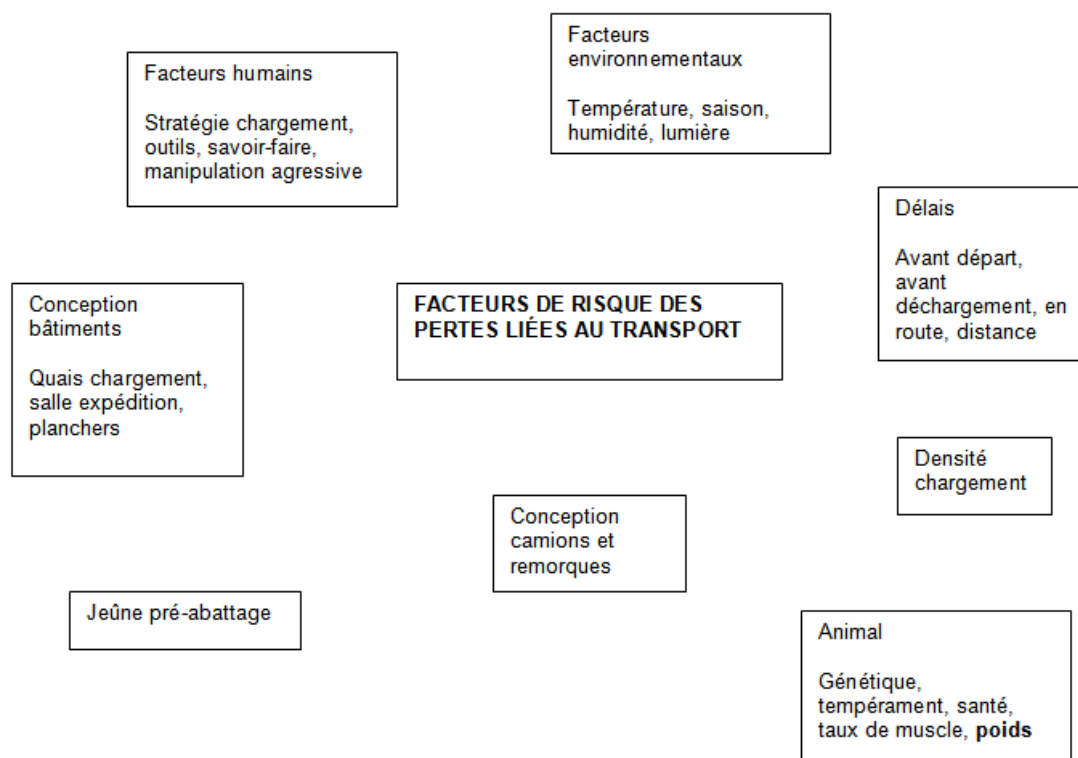 Facteurs humains
Stratégie chargement,
outils, savoir-faire,
manipulation agressive
Facteurs
environnementaux
Température, saison,
humidité, lumière
Délais
Avant départ,
avant
déchargement, en
route, distance
Conception
bâtiments
Quais chargement,
salle expédition,
planchers
FACTEURS DE RISQUE DES
PERTES LIÉES AU TRANSPORT
Densité
chargement
Conception
camions et
remorques
Jeûne pré-abattage
Animal
Génétique,
tempérament, santé,
taux de muscle, poids